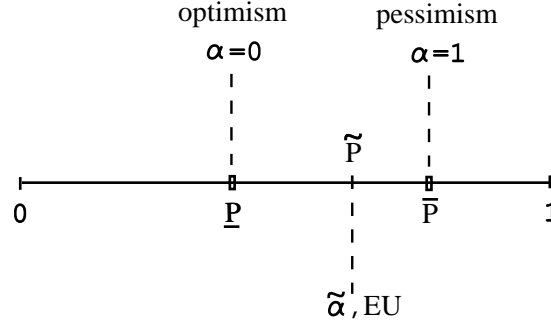 optimism pessimism
α=0 α=1
P̃
0 P̲ P̅ 1
α̃, EU